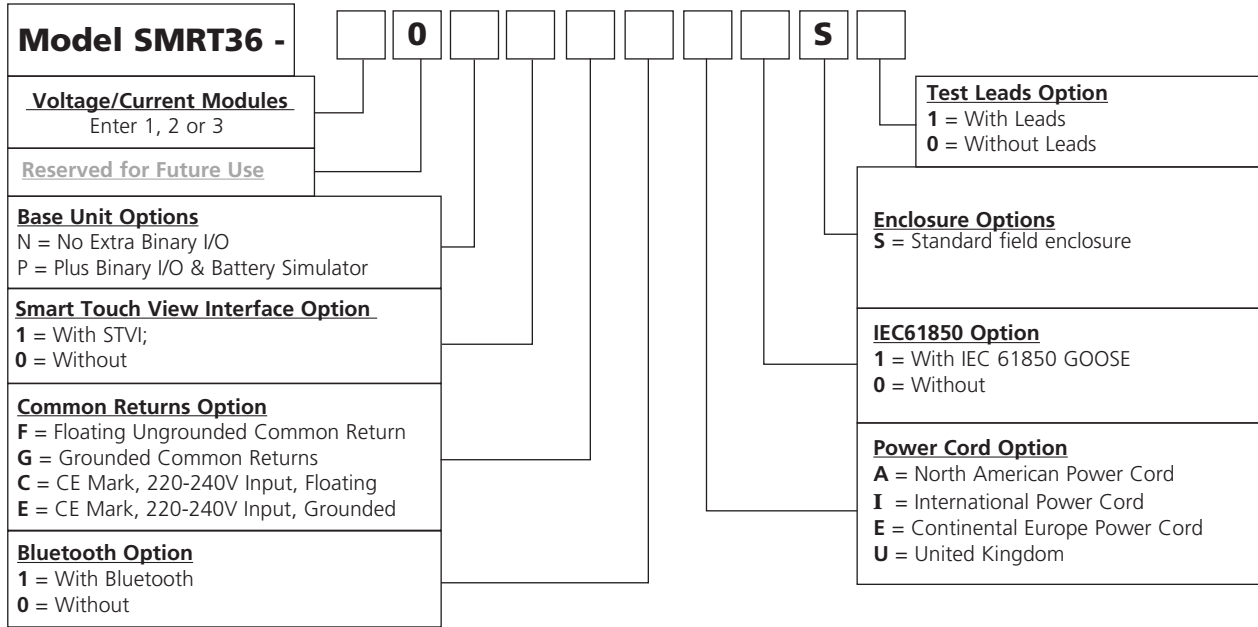 Model SMRT36 - 0 S
Voltage/Current Modules
Enter 1, 2 or 3
Reserved for Future Use
Base Unit Options
N = No Extra Binary I/O
P = Plus Binary I/O & Battery Simulator
Smart Touch View Interface Option
1 = With STVI;
0 = Without
Common Returns Option
F = Floating Ungrounded Common Return
G = Grounded Common Returns
C = CE Mark, 220-240V Input, Floating
E = CE Mark, 220-240V Input, Grounded
Bluetooth Option
1 = With Bluetooth
0 = Without
Test Leads Option
1 = With Leads
0 = Without Leads
Enclosure Options
S = Standard field enclosure
IEC61850 Option
1 = With IEC 61850 GOOSE
0 = Without
Power Cord Option
A = North American Power Cord
I = International Power Cord
E = Continental Europe Power Cord
U = United Kingdom